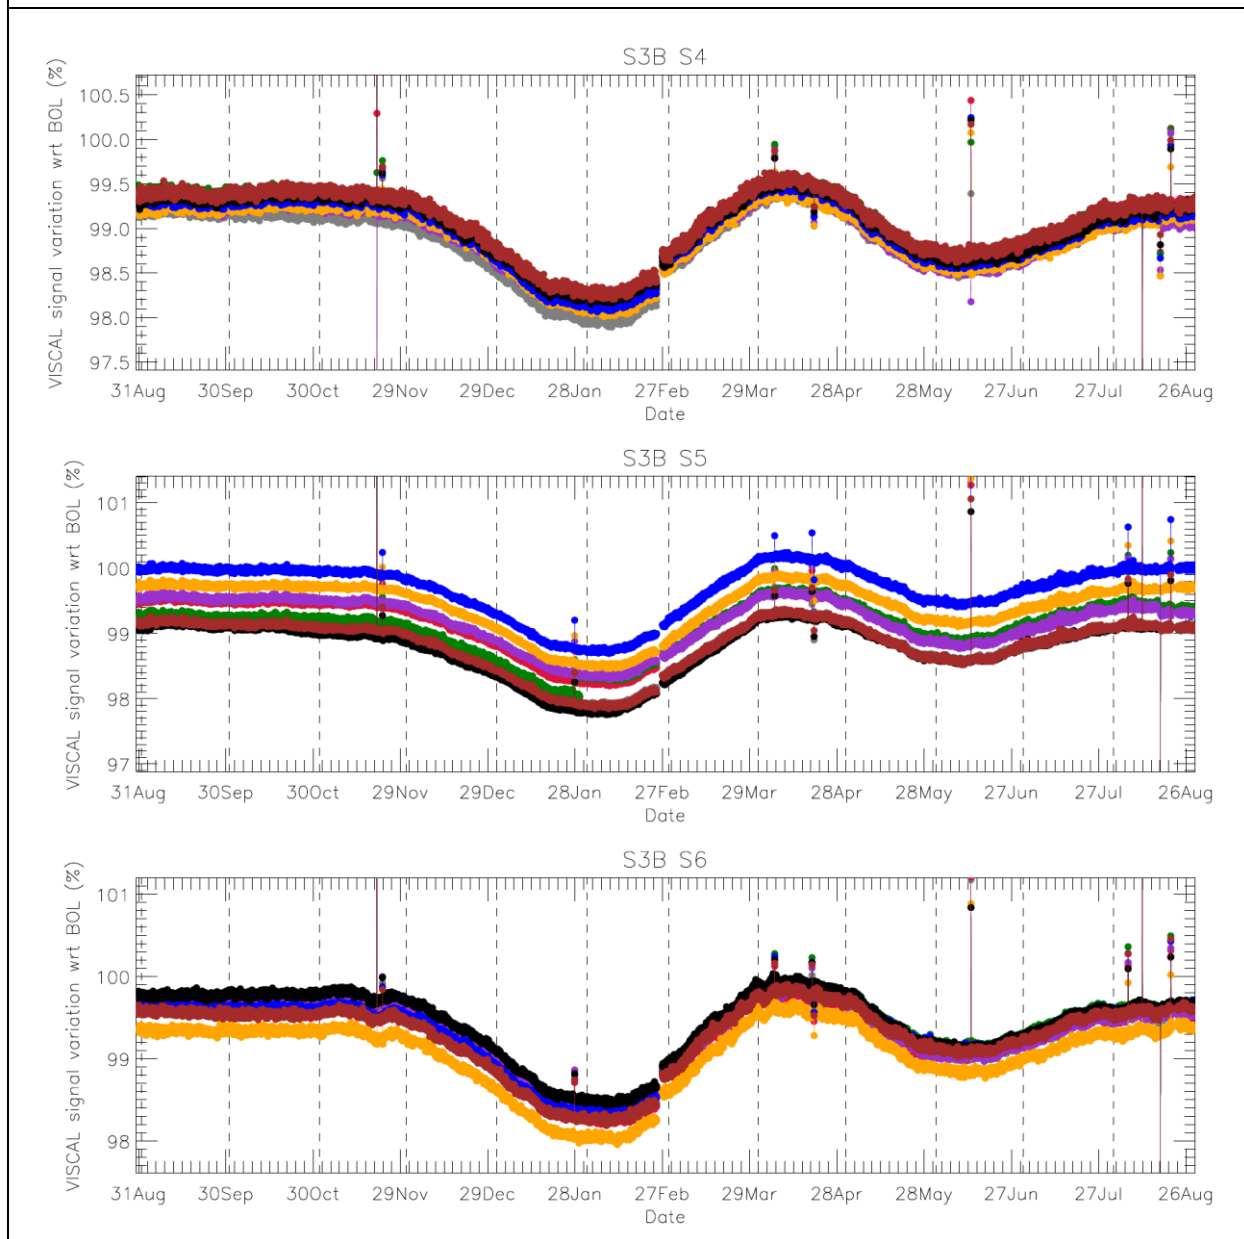 S3B S4
VISCAL signal variation wrt BOL (%)
100.5
100.0
99.5
99.0
98.5
98.0
97.5
31Aug 30Sep 30Oct 29Nov 29Dec 28Jan 27Feb 29Mar 28Apr 28May 27Jun 27Jul 26Aug
Date
S3B S5
VISCAL signal variation wrt BOL (%)
101
100
99
98
97
31Aug 30Sep 30Oct 29Nov 29Dec 28Jan 27Feb 29Mar 28Apr 28May 27Jun 27Jul 26Aug
Date
S3B S6
VISCAL signal variation wrt BOL (%)
101
100
99
98
31Aug 30Sep 30Oct 29Nov 29Dec 28Jan 27Feb 29Mar 28Apr 28May 27Jun 27Jul 26Aug
Date